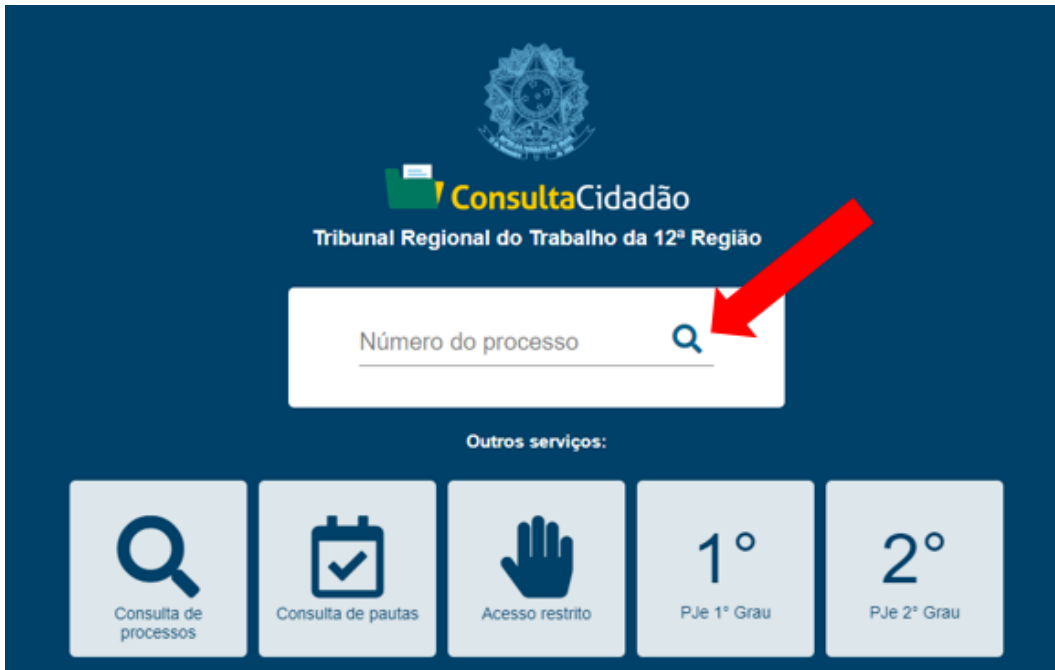 ConsultaCidadão
Tribunal Regional do Trabalho da 12ª Região
Número do processo
Outros serviços:
1°
2°
Consulta de
processos
Consulta de pautas
Acesso restrito
PJe 1° Grau
PJe 2° Grau